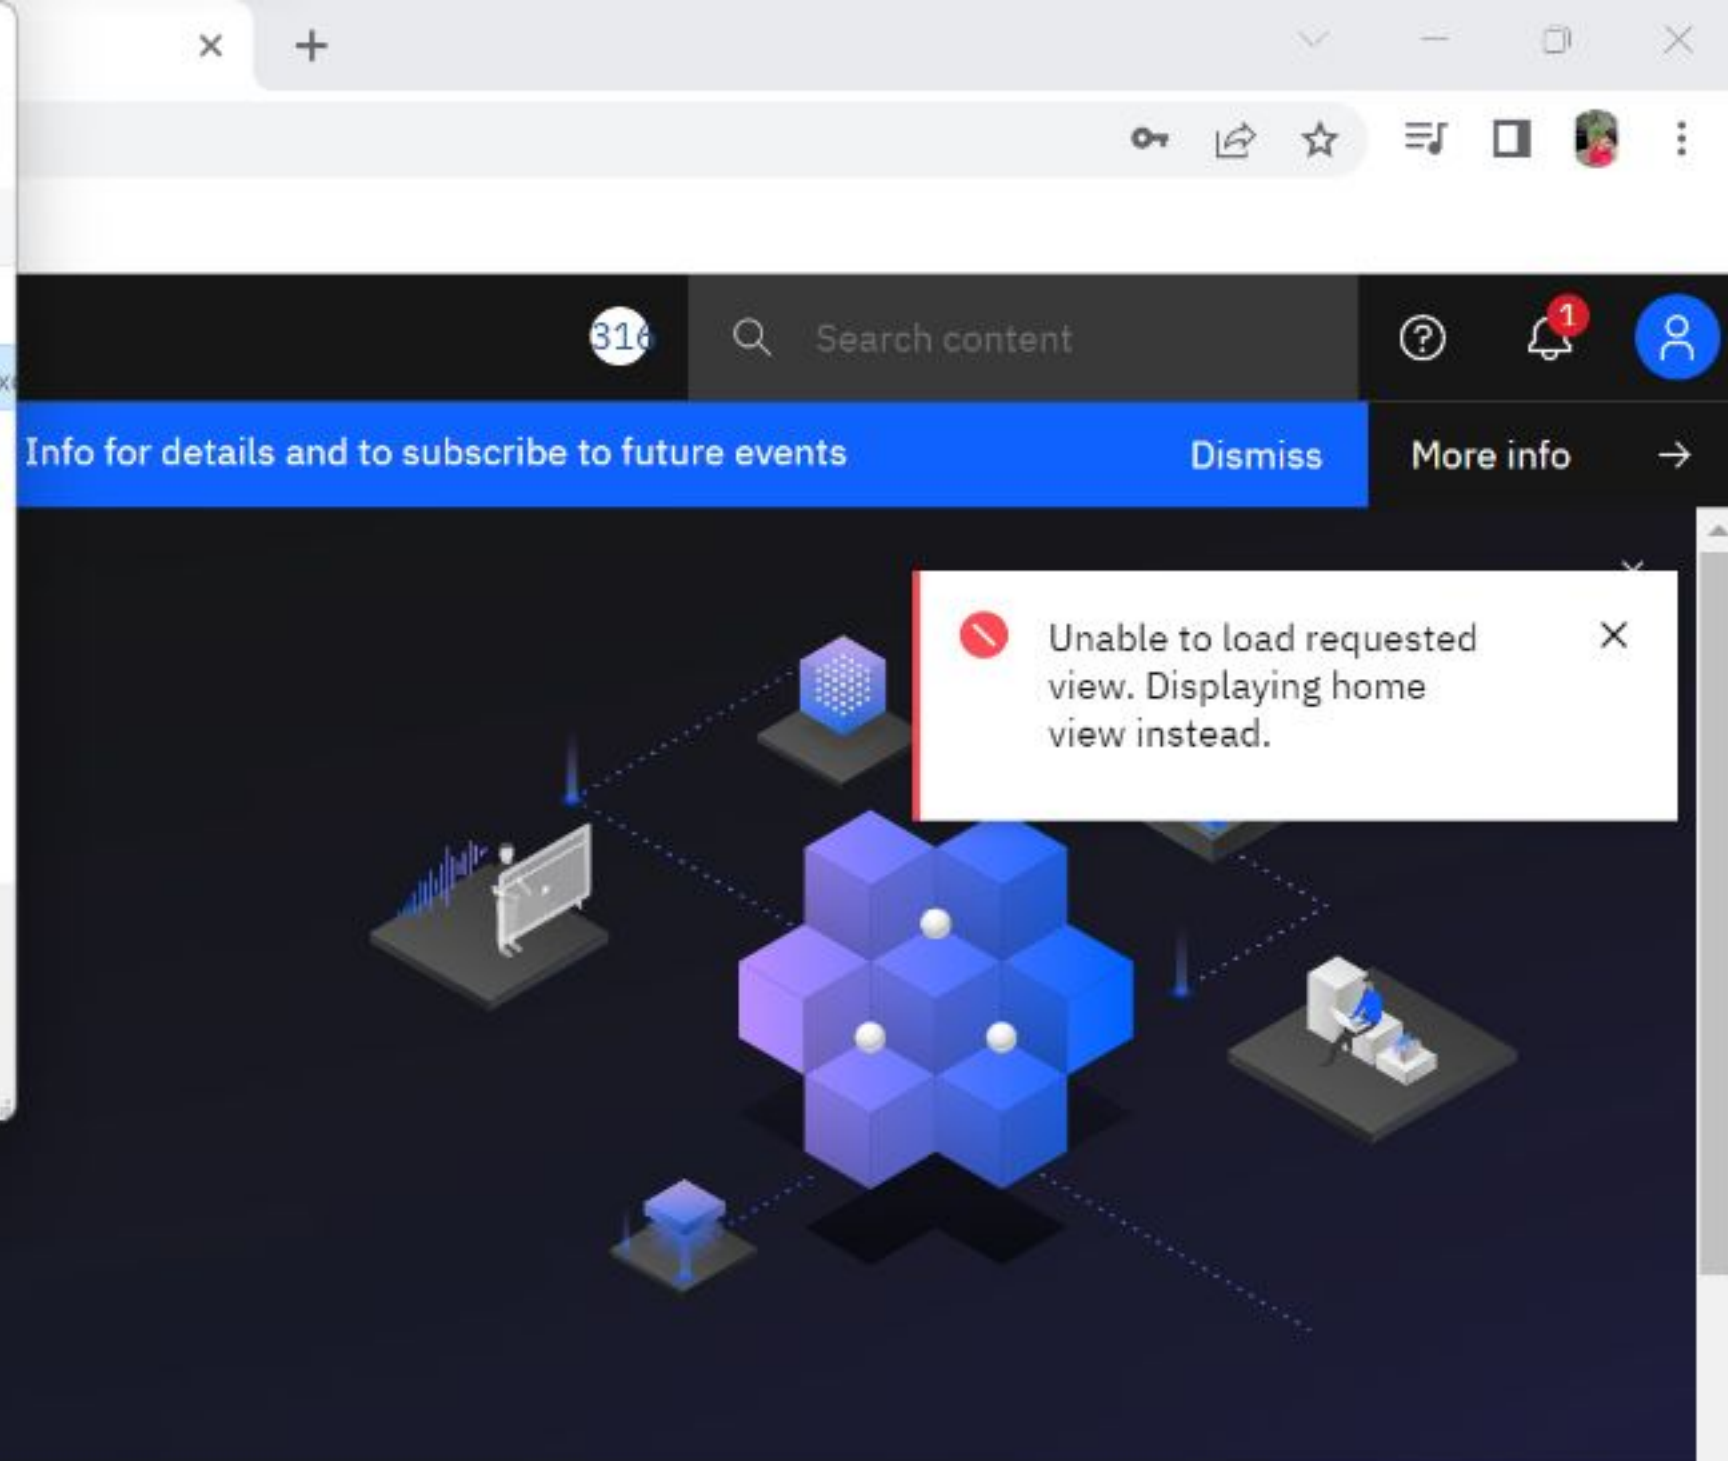 316
Search content
1
Info for details and to subscribe to future events
Dismiss
More info
Unable to load requested
view. Displaying home
view instead.